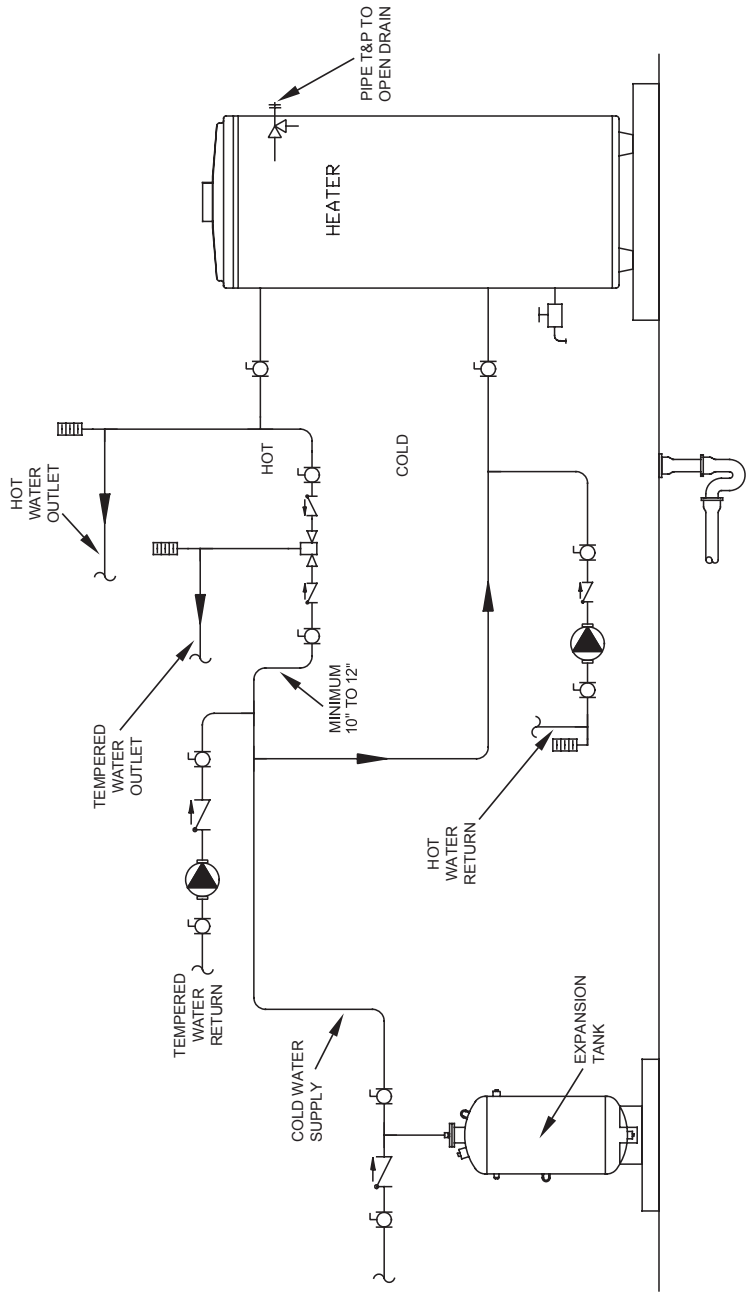 PIPE T&P TO
OPEN DRAIN
HEATER
HOT
WATER
OUTLET
HOT
COLD
TEMPERED
WATER
OUTLET
MINIMUM
10" TO 12"
HOT
WATER
RETURN
TEMPERED
WATER
RETURN
COLD WATER
SUPPLY
EXPANSION
TANK